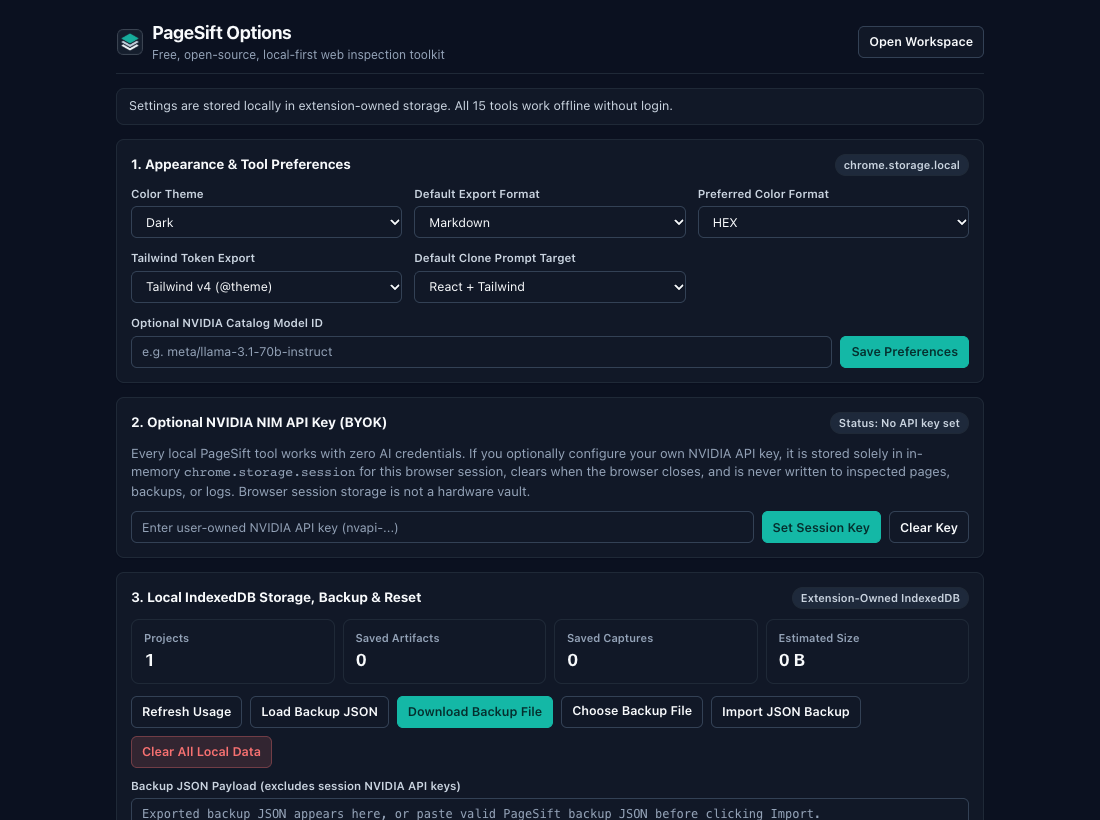 PageSift Options
Free, open-source, local-first web inspection toolkit
Open Workspace
Settings are stored locally in extension-owned storage. All 15 tools work offline without login.
1. Appearance & Tool Preferences
chrome.storage.local
Color Theme
Default Export Format
Preferred Color Format
Dark
Markdown
HEX
Tailwind Token Export
Default Clone Prompt Target
Tailwind v4 (@theme)
React + Tailwind
Optional NVIDIA Catalog Model ID
e.g. meta/llama-3.1-70b-instruct
Save Preferences
2. Optional NVIDIA NIM API Key (BYOK)
Status: No API key set
Every local PageSift tool works with zero AI credentials. If you optionally configure your own NVIDIA API key, it is stored solely in in-
memory chrome.storage.session for this browser session, clears when the browser closes, and is never written to inspected pages,
backups, or logs. Browser session storage is not a hardware vault.
Enter user-owned NVIDIA API key (nvapi-...)
Set Session Key
Clear Key
3. Local IndexedDB Storage, Backup & Reset
Extension-Owned IndexedDB
Projects
1
Saved Artifacts
0
Saved Captures
0
Estimated Size
0 B
Refresh Usage
Load Backup JSON
Download Backup File
Choose Backup File
Import JSON Backup
Clear All Local Data
Backup JSON Payload (excludes session NVIDIA API keys)
Exported backup JSON appears here, or paste valid PageSift backup JSON before clicking Import.